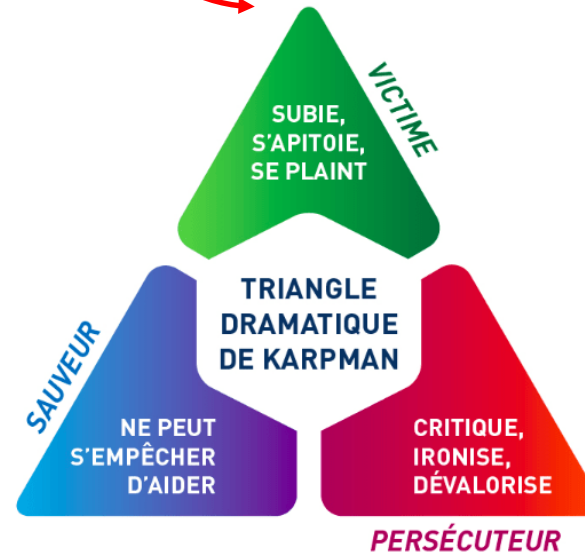 VICTIME
SUBIE,
S'APITOIE,
SE PLAINT
TRIANGLE
DRAMATIQUE
DE KARPMAN
SAUVEUR
NE PEUT
S'EMPÊCHER
D'AIDER
CRITIQUE,
IRONISE,
DÉVALORISE
PERSÉCUTEUR